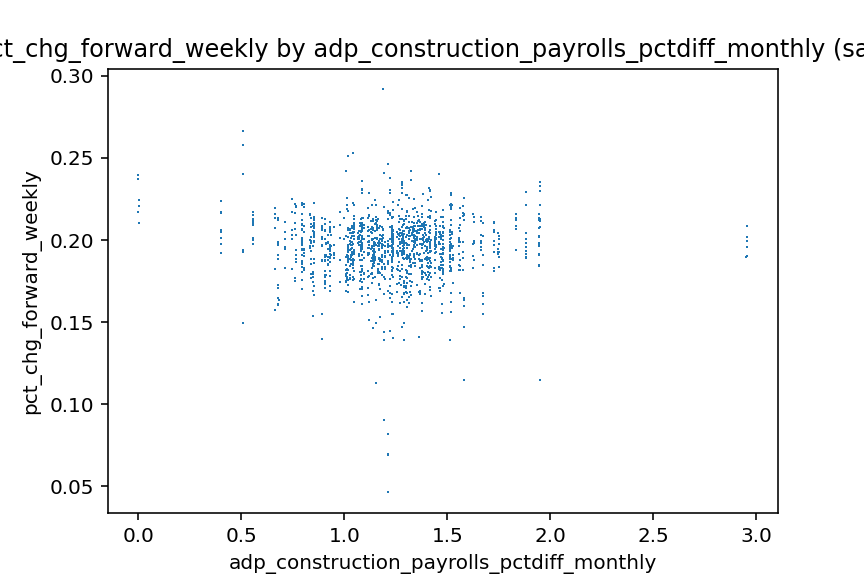 ct_chg_forward_weekly by adp_construction_payrolls_pctdiff_monthly (sa
0.30
0.25
0.20
0.15
0.10
0.05
pct_chg_forward_weekly
0.0 0.5 1.0 1.5 2.0 2.5 3.0
adp_construction_payrolls_pctdiff_monthly